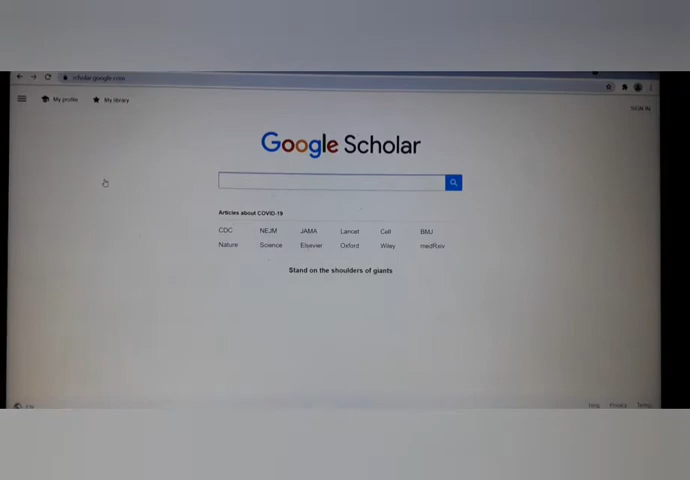 scholar.google.com
My profile My library
SIGN IN
Google Scholar
Articles about COVID-19
CDC NEJM JAMA Lancet Cell BMJ
Nature Science Elsevier Oxford Wiley medRxiv
Stand on the shoulders of giants
Help Privacy Terms